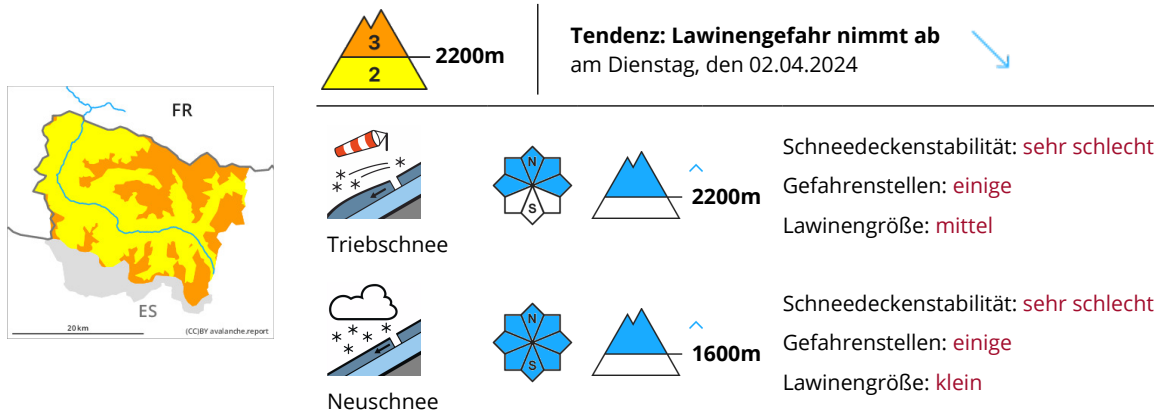 FR
ES
20 km
(CC)BY avalanche.report
3
2
2200m
Tendenz: Lawinengefahr nimmt ab
am Dienstag, den 02.04.2024
Triebschnee
N
S
2200m
Schneedeckenstabilität: sehr schlecht
Gefahrenstellen: einige
Lawinengröße: mittel
Neuschnee
N
S
1600m
Schneedeckenstabilität: sehr schlecht
Gefahrenstellen: einige
Lawinengröße: klein